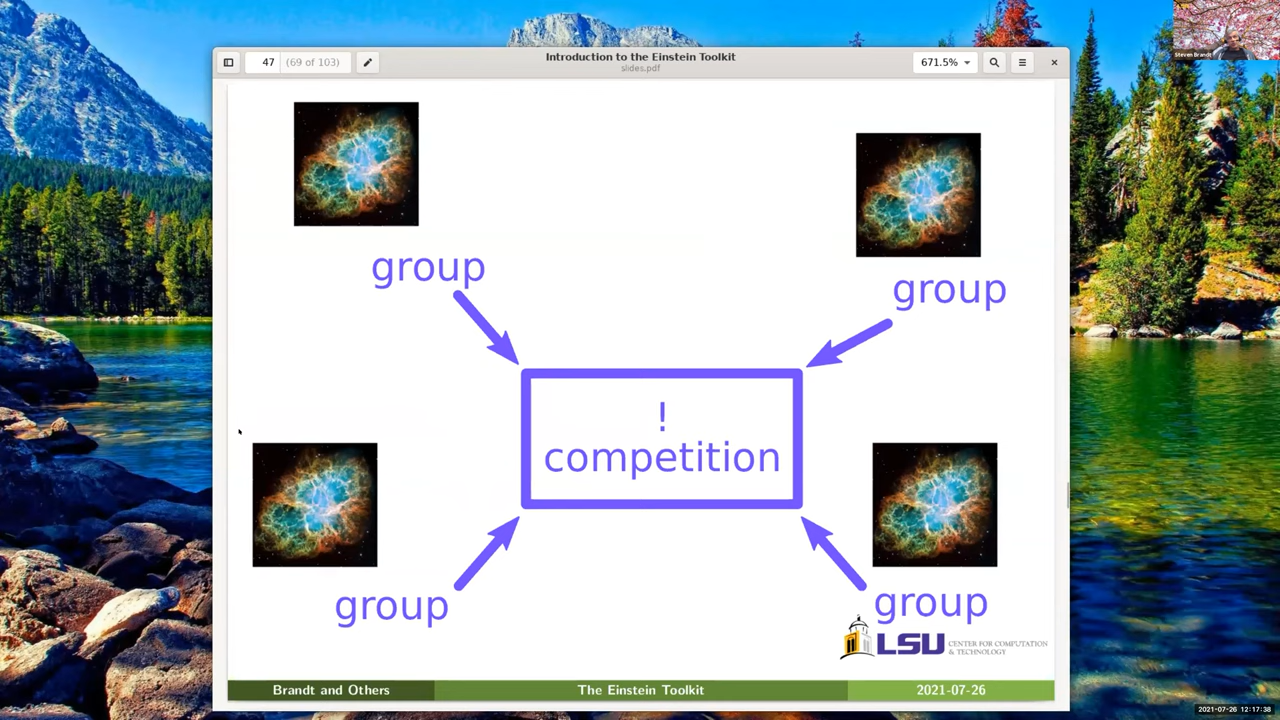 47 (69 of 103)
Introduction to the Einstein Toolkit
slides.pdf
671.5%
Steven Brandt
group
group
!
competition
group
group
LSU CENTER FOR COMPUTATION
& TECHNOLOGY
Brandt and Others
The Einstein Toolkit
2021-07-26
2021-07-26 12:17:38